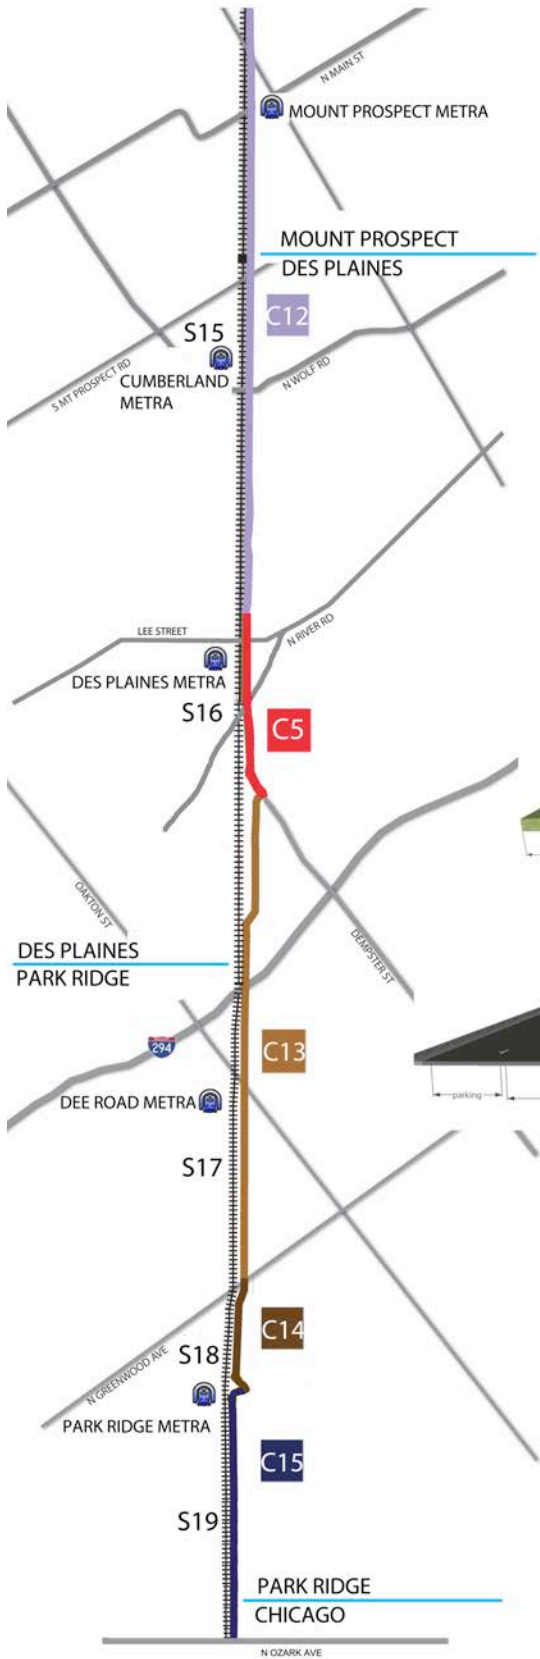 N MAIN ST
MOUNT PROSPECT METRA
MOUNT PROSPECT
DES PLAINES
C12
S15
CUMBERLAND
METRA
S MT PROSPECT RD
N WOLF RD
LEE STREET
N RIVER RD
DES PLAINES METRA
S16
C5
OAKTON ST
DEMPSTER ST
DES PLAINES
PARK RIDGE
294
C13
DEE ROAD METRA
parking
S17
C14
S18
N GREENWOOD AVE
PARK RIDGE METRA
C15
S19
PARK RIDGE
CHICAGO
N OZARK AVE